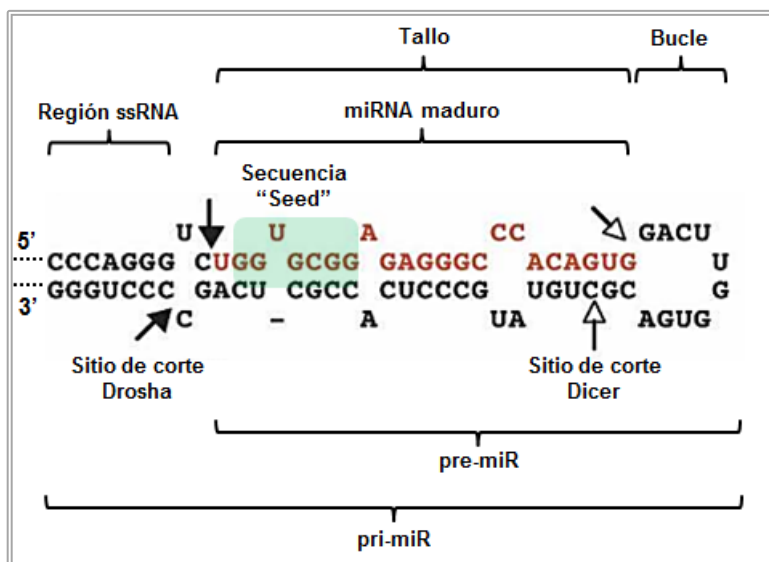 Tallo
Bucle
Región ssRNA
miRNA maduro
Secuencia
“Seed”
U U A CC GACU
5’ CCCAGGG CUGG GCGG GAGGGC ACAGUG U
3’ GGGUCCC GACU CGCC CUCCCG UGUCGC G
C – A UA AGUG
Sitio de corte
Drosha
Sitio de corte
Dicer
pre-miR
pri-miR